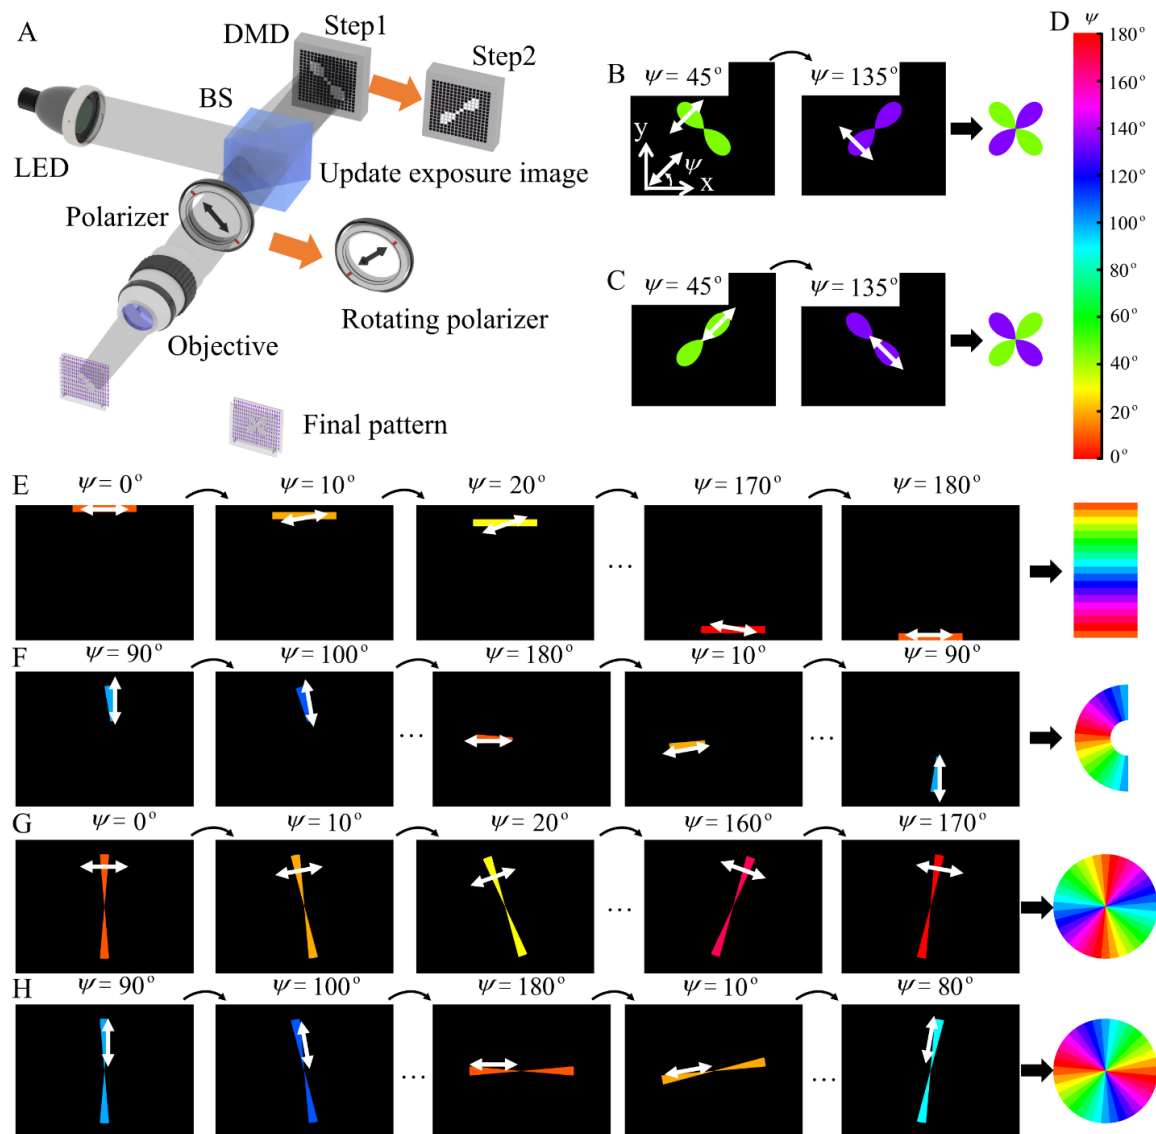 A
DMD
Step1
Step2
BS
LED
Update exposure image
Polarizer
Rotating polarizer
Objective
Final pattern
B
ψ = 45°
ψ = 135°
y
ψ
x
C
ψ = 45°
ψ = 135°
D
ψ
180°
160°
140°
120°
100°
80°
60°
40°
20°
0°
E
ψ = 0°
ψ = 10°
ψ = 20°
ψ = 170°
ψ = 180°
...
F
ψ = 90°
ψ = 100°
ψ = 180°
ψ = 10°
ψ = 90°
...
...
G
ψ = 0°
ψ = 10°
ψ = 20°
ψ = 160°
ψ = 170°
...
H
ψ = 90°
ψ = 100°
ψ = 180°
ψ = 10°
ψ = 80°
...
...